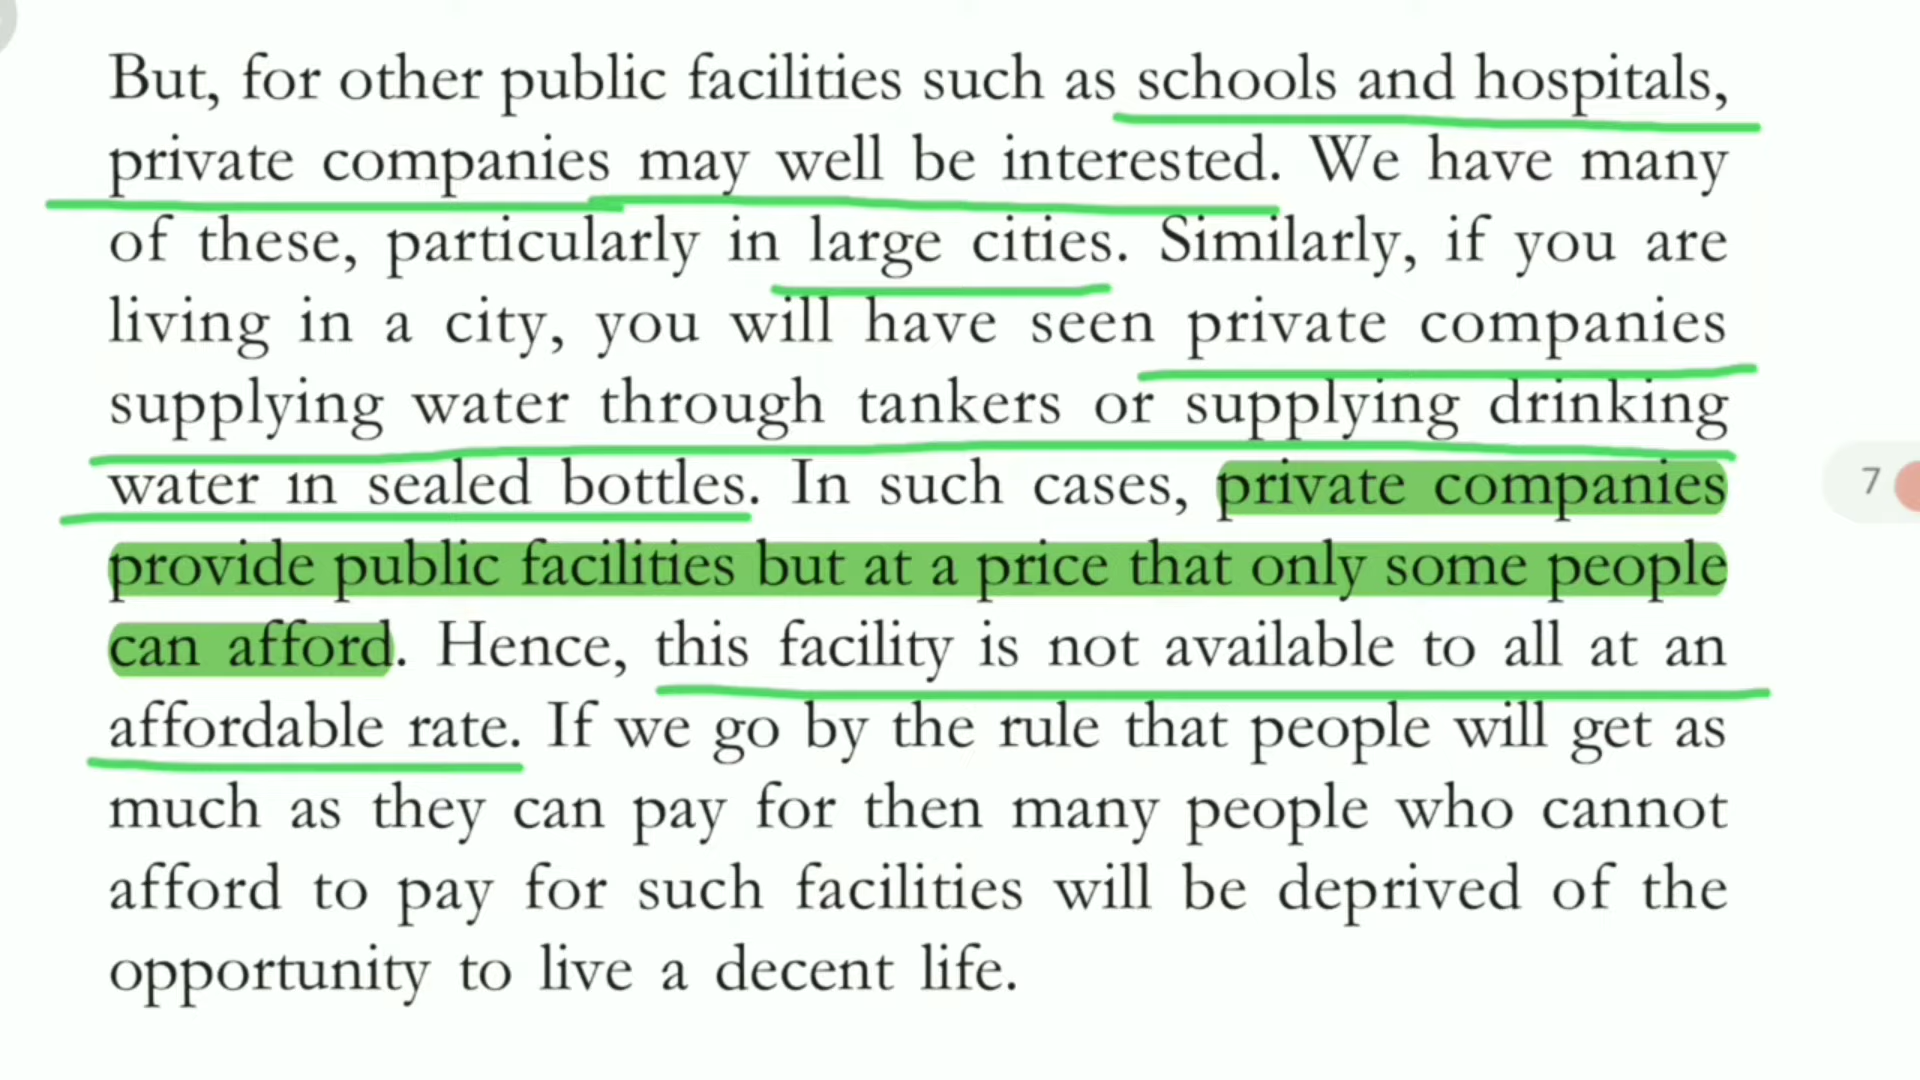 But, for other public facilities such as schools and hospitals,
private companies may well be interested. We have many
of these, particularly in large cities. Similarly, if you are
living in a city, you will have seen private companies
supplying water through tankers or supplying drinking
water in sealed bottles. In such cases, private companies
provide public facilities but at a price that only some people
can afford. Hence, this facility is not available to all at an
affordable rate. If we go by the rule that people will get as
much as they can pay for then many people who cannot
afford to pay for such facilities will be deprived of the
opportunity to live a decent life.
7